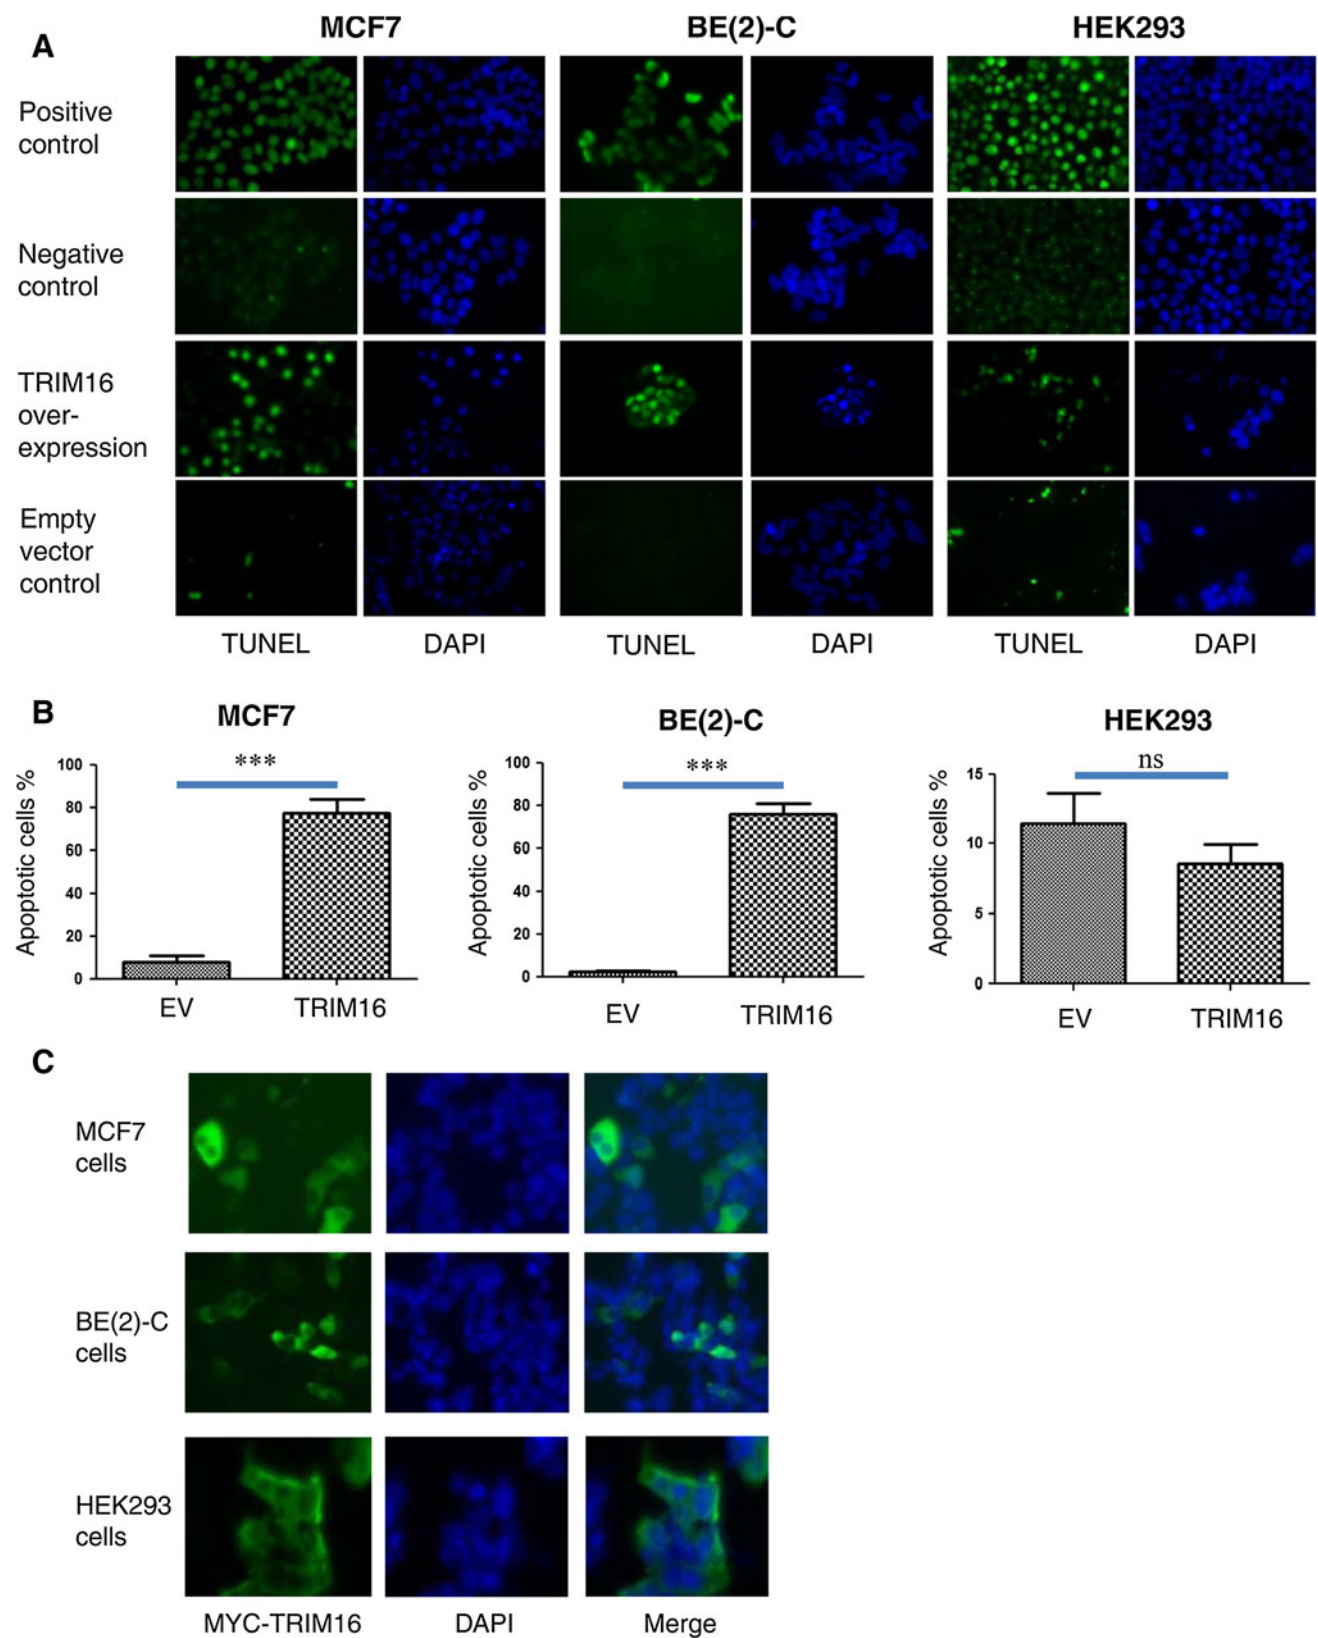 A
MCF7 BE(2)-C HEK293
Positive
control
Negative
control
TRIM16
over-
expression
Empty
vector
control
TUNEL DAPI TUNEL DAPI TUNEL DAPI
B
MCF7
***
Apoptotic cells %
100
80
60
40
20
0
EV TRIM16
BE(2)-C
***
Apoptotic cells %
100
80
60
40
20
0
EV TRIM16
HEK293
ns
Apoptotic cells %
15
10
5
0
EV TRIM16
C
MCF7
cells
BE(2)-C
cells
HEK293
cells
MYC-TRIM16 DAPI Merge